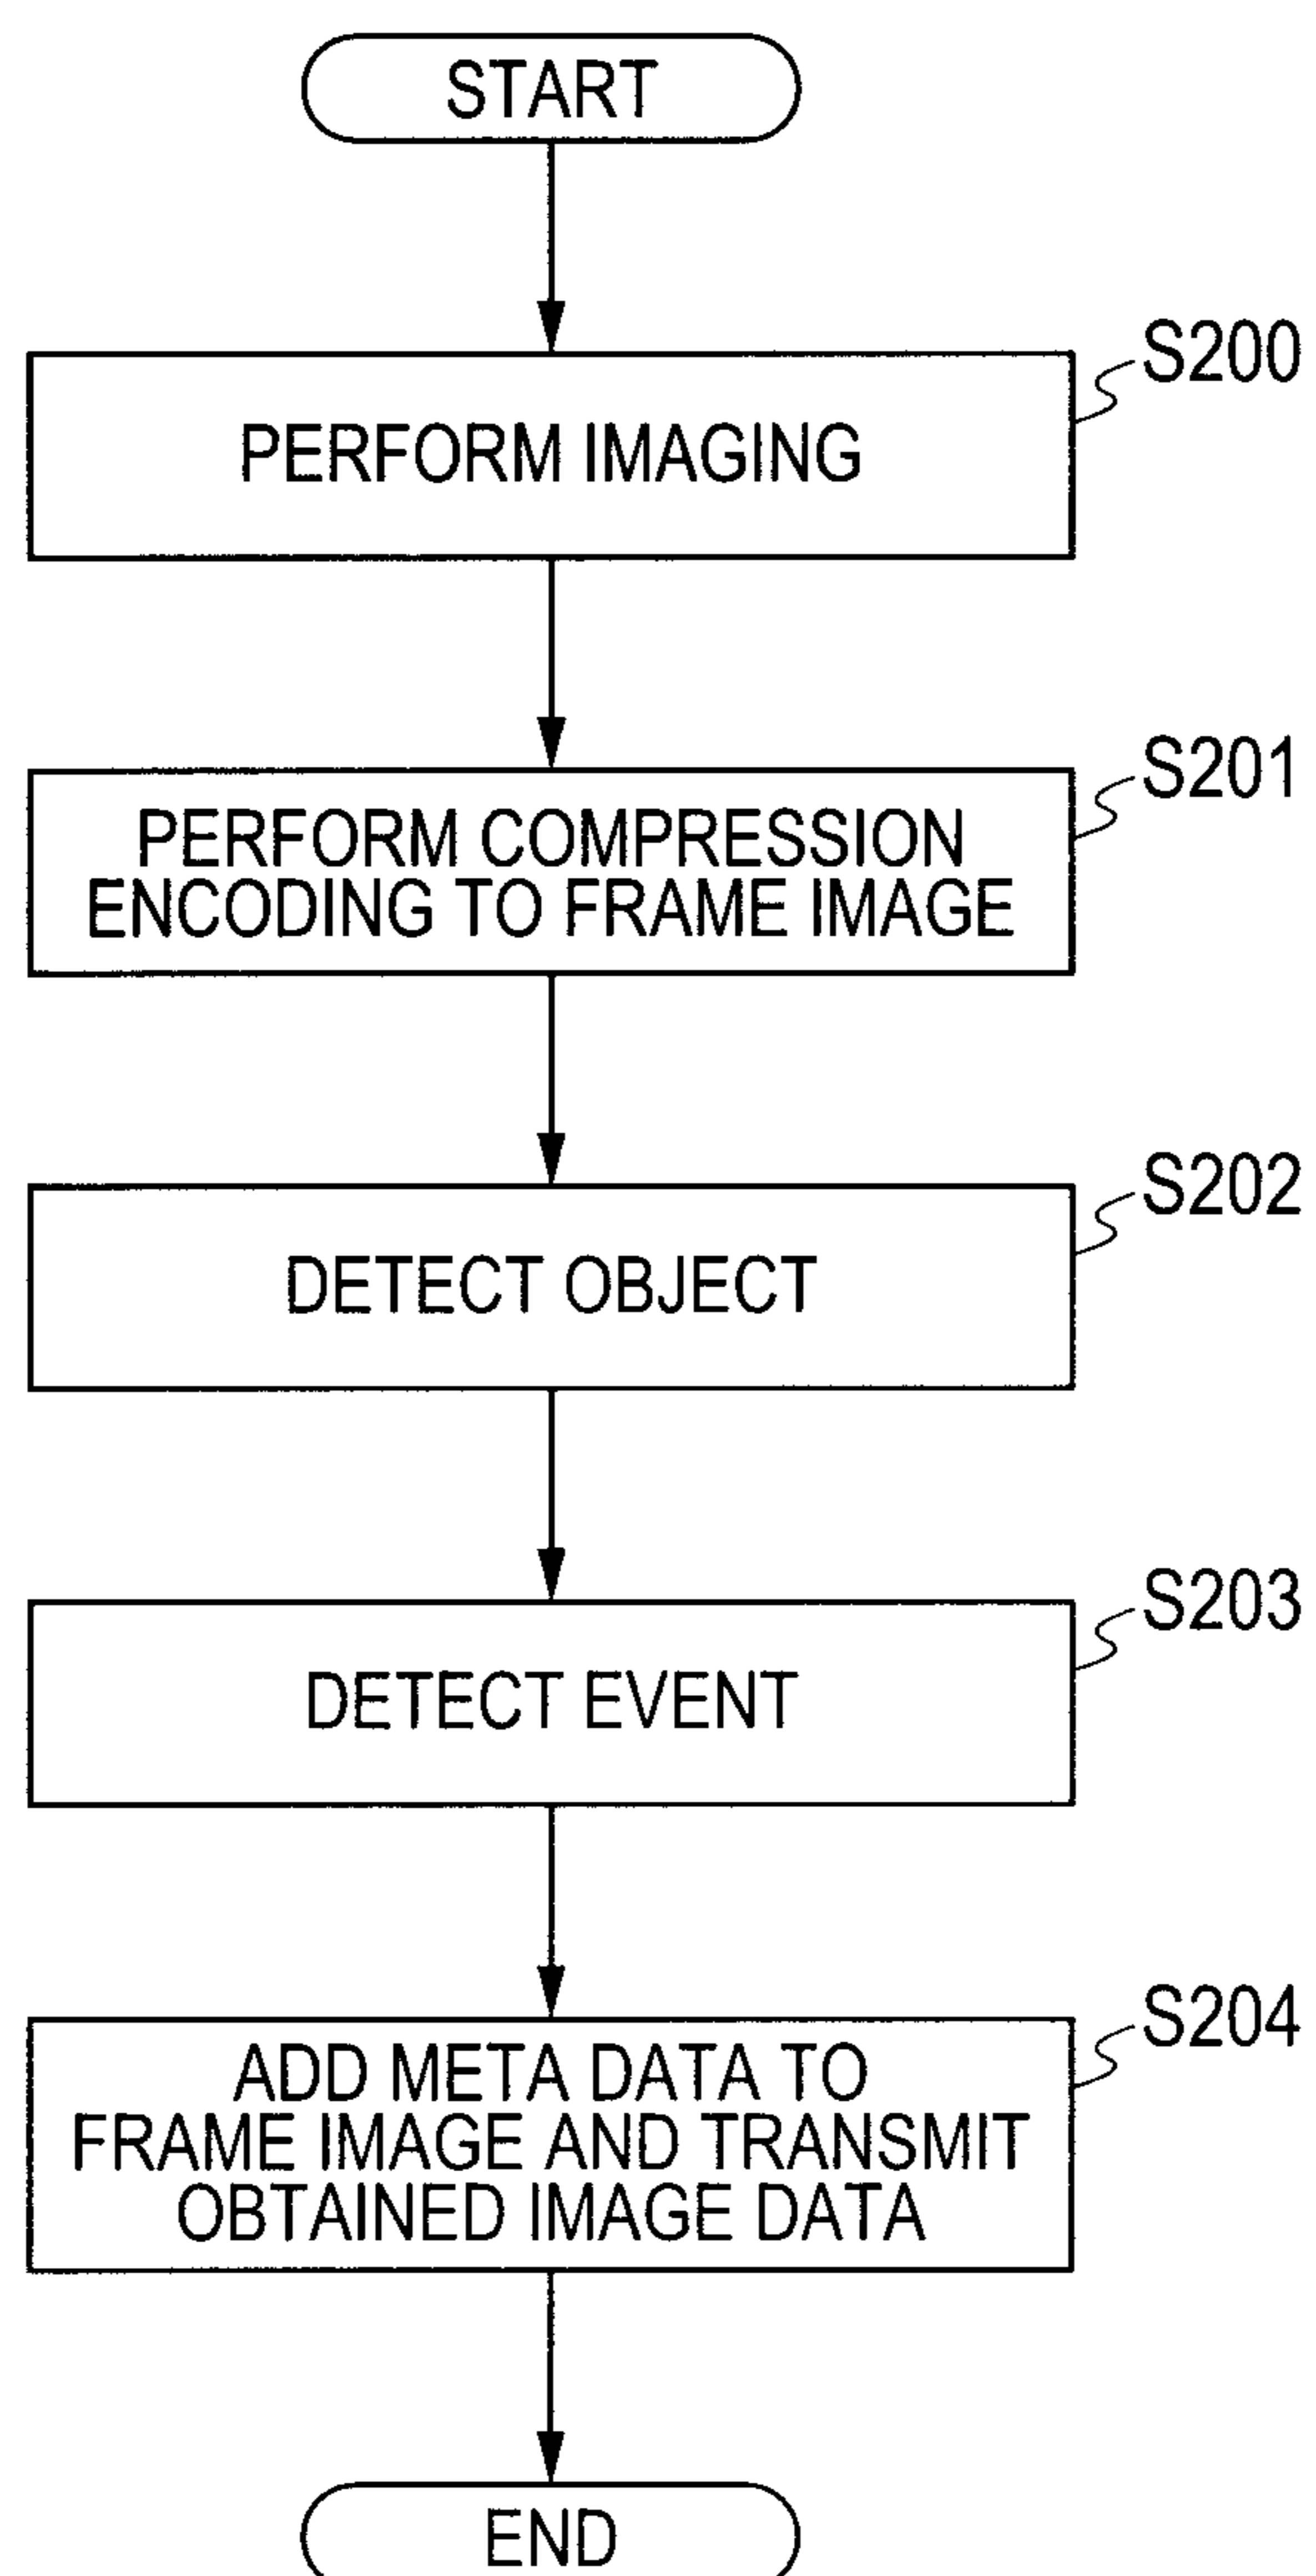 START
S200
PERFORM IMAGING
S201
PERFORM COMPRESSION
ENCODING TO FRAME IMAGE
S202
DETECT OBJECT
S203
DETECT EVENT
S204
ADD META DATA TO
FRAME IMAGE AND TRANSMIT
OBTAINED IMAGE DATA
END